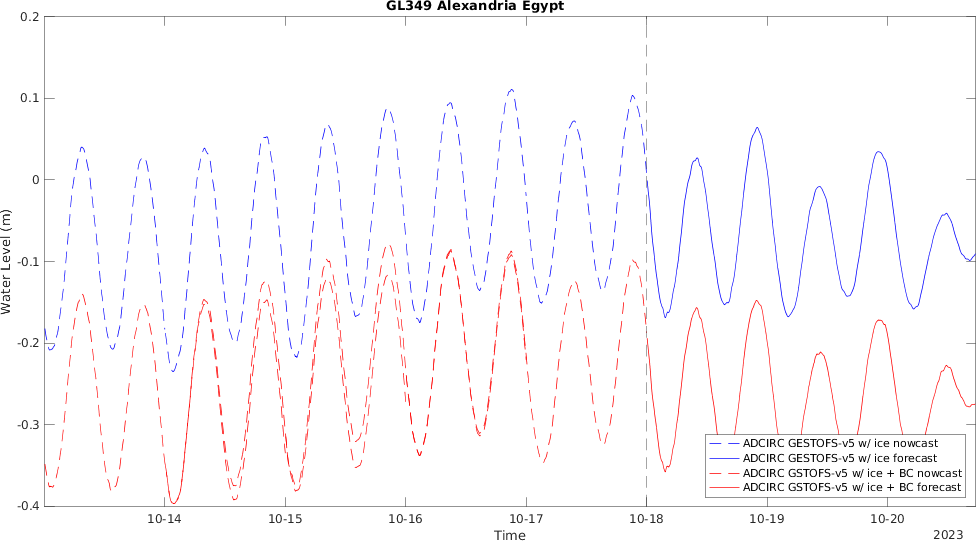 GL349 Alexandria Egypt
0.2
0.1
0
-0.1
-0.2
-0.3
-0.4
Water Level (m)
ADCIRC GESTOFS-v5 w/ ice nowcast
ADCIRC GESTOFS-v5 w/ ice forecast
ADCIRC GSTOFS-v5 w/ ice + BC nowcast
ADCIRC GSTOFS-v5 w/ ice + BC forecast
10-14 10-15 10-16 10-17 10-18 10-19 10-20
Time
2023